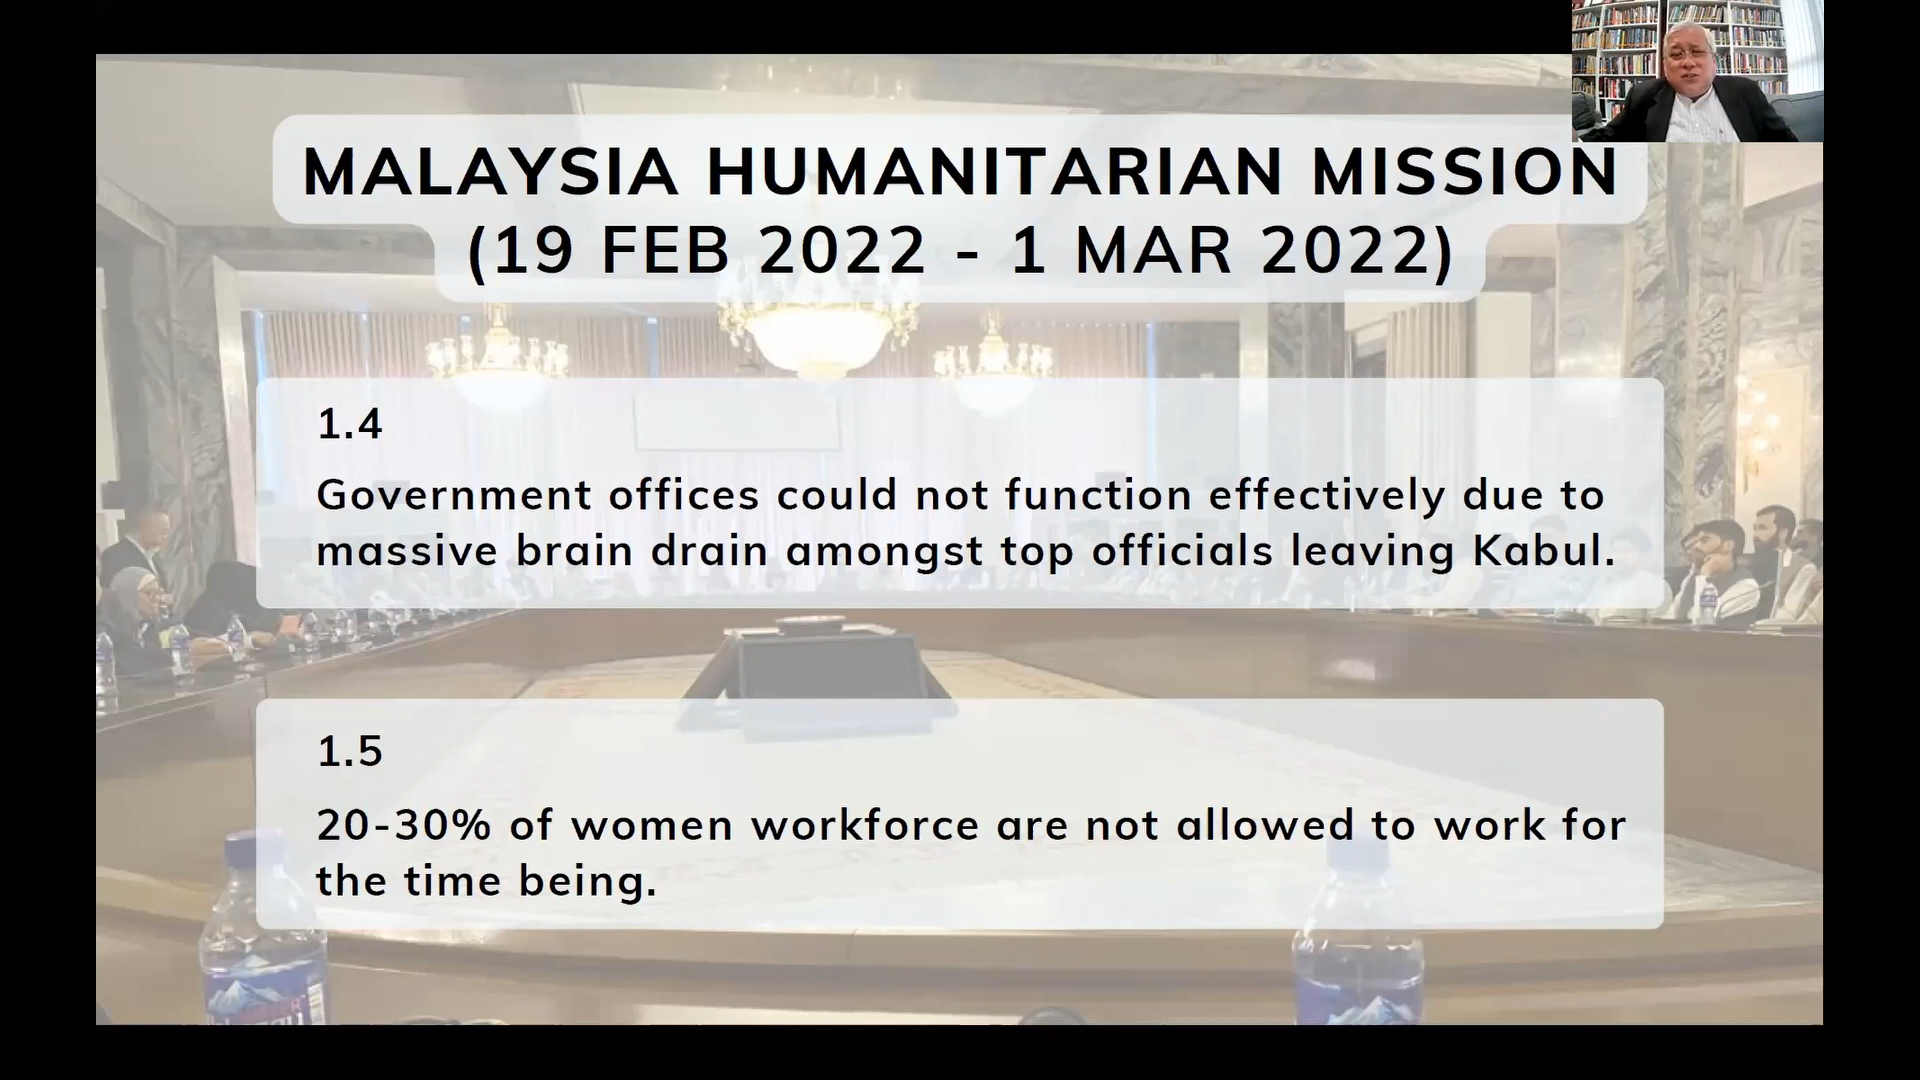 MALAYSIA HUMANITARIAN MISSION
(19 FEB 2022 - 1 MAR 2022)
1.4
Government offices could not function effectively due to
massive brain drain amongst top officials leaving Kabul.
1.5
20-30% of women workforce are not allowed to work for
the time being.